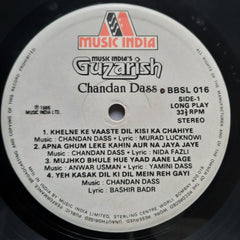 MUSIC INDIA
MUSIC INDIA'S
Guzarish
Chandan Dass
℗ BBSL 016
SIDE-1
LONG PLAY
33⅓ RPM
STEREO
℗ 1986
MUSIC INDIA LTD.
1. KHELNE KE VAASTE DIL KISI KA CHAHIYE
Music : CHANDAN DASS • Lyric : MURAD LUCKNOWI
2. APNA GHUM LEKE KAHIN AUR NA JAYA JAYE
Music : CHANDAN DASS • Lyric : NIDA FAZLI
3. MUJHKO BHULE HUE YAAD AANE LAGE
Music : ANWAR USMAN • Lyric : YAMNI DASS
4. YEH KASAK DIL KI DIL MEIN REH GAYI
Music : CHANDAN DASS
Lyric : BASHIR BADR